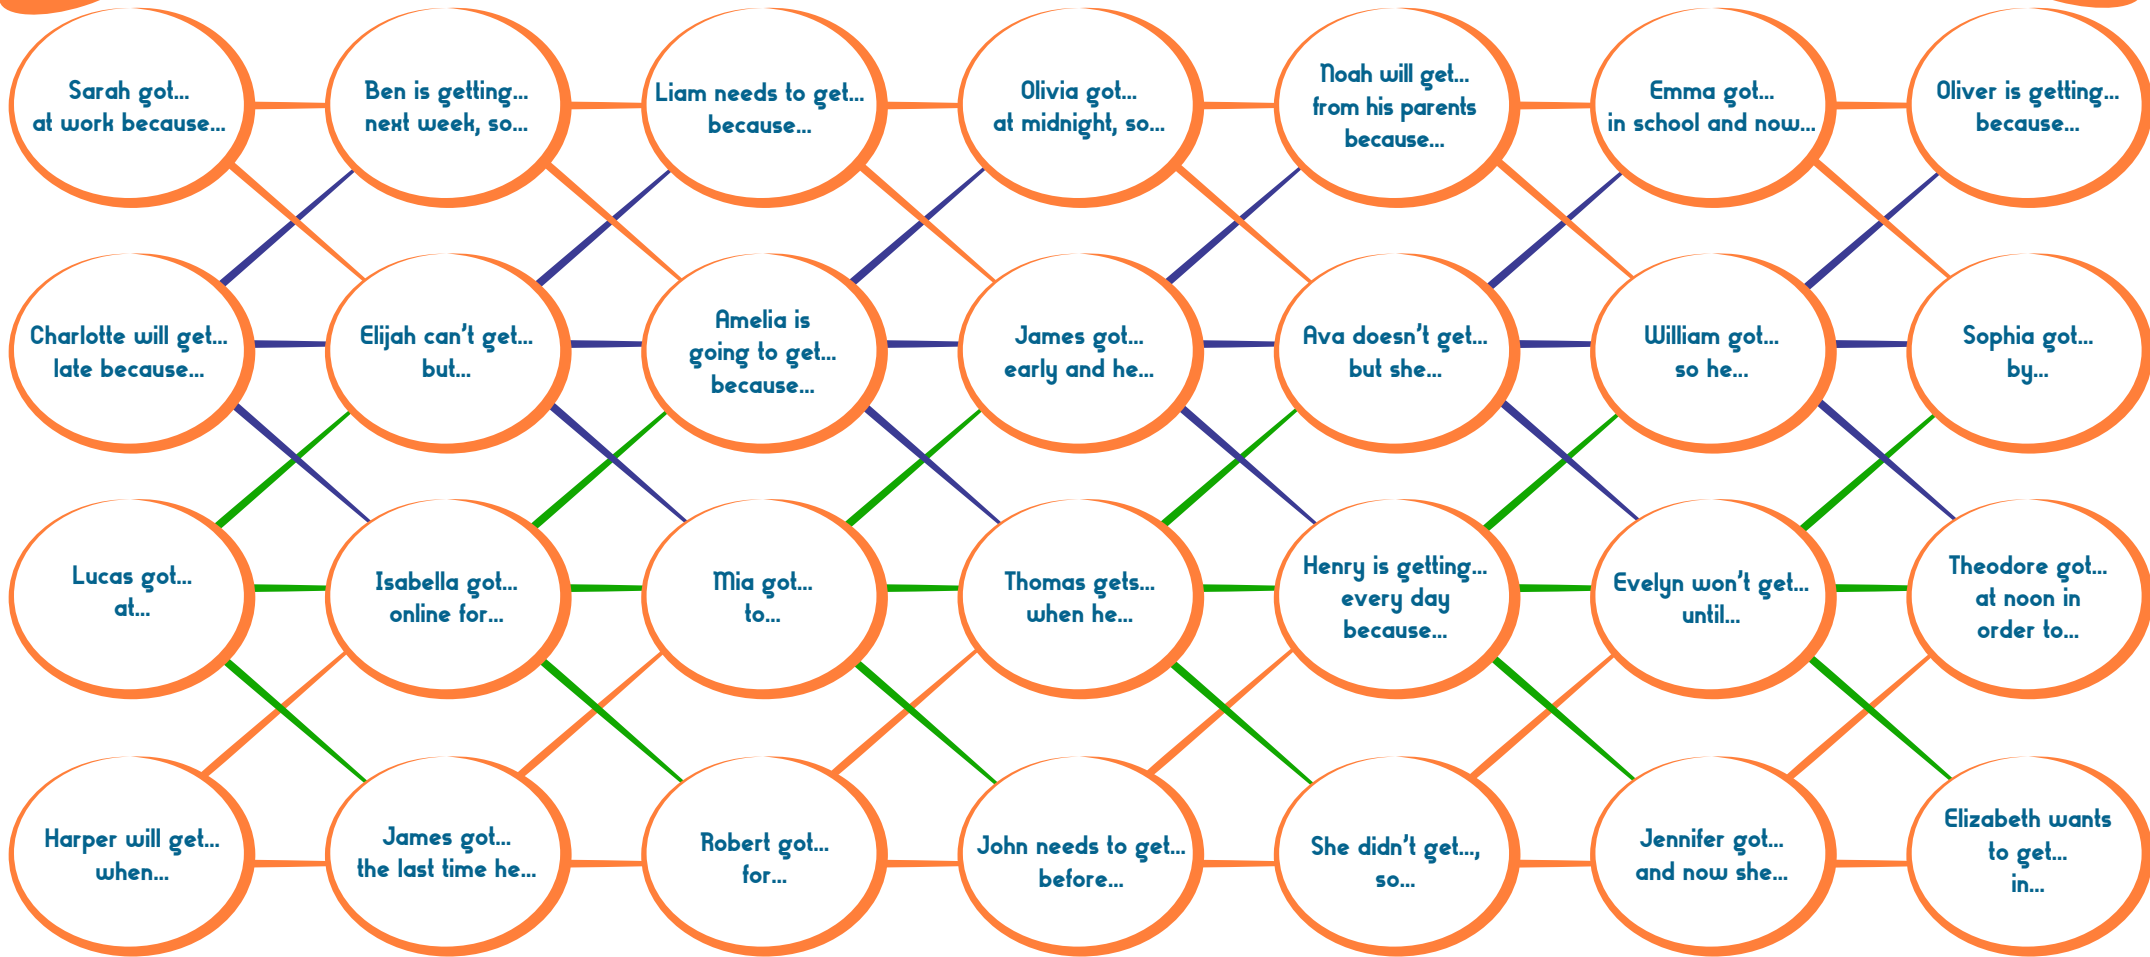 Sarah got...
at work because...
Ben is getting...
next week, so...
Liam needs to get...
because...
Olivia got...
at midnight, so...
Noah will get...
from his parents
because...
Emma got...
in school and now...
Oliver is getting...
because...
Charlotte will get...
late because...
Elijah can't get...
but...
Amelia is
going to get...
because...
James got...
early and he...
Ava doesn't get...
but she...
William got...
so he...
Sophia got...
by...
Lucas got...
at...
Isabella got...
online for...
Mia got...
to...
Thomas gets...
when he...
Henry is getting...
every day
because...
Evelyn won't get...
until...
Theodore got...
at noon in
order to...
Harper will get...
when...
James got...
the last time he...
Robert got...
for...
John needs to get...
before...
She didn't get...,
so...
Jennifer got...
and now she...
Elizabeth wants
to get...
in...